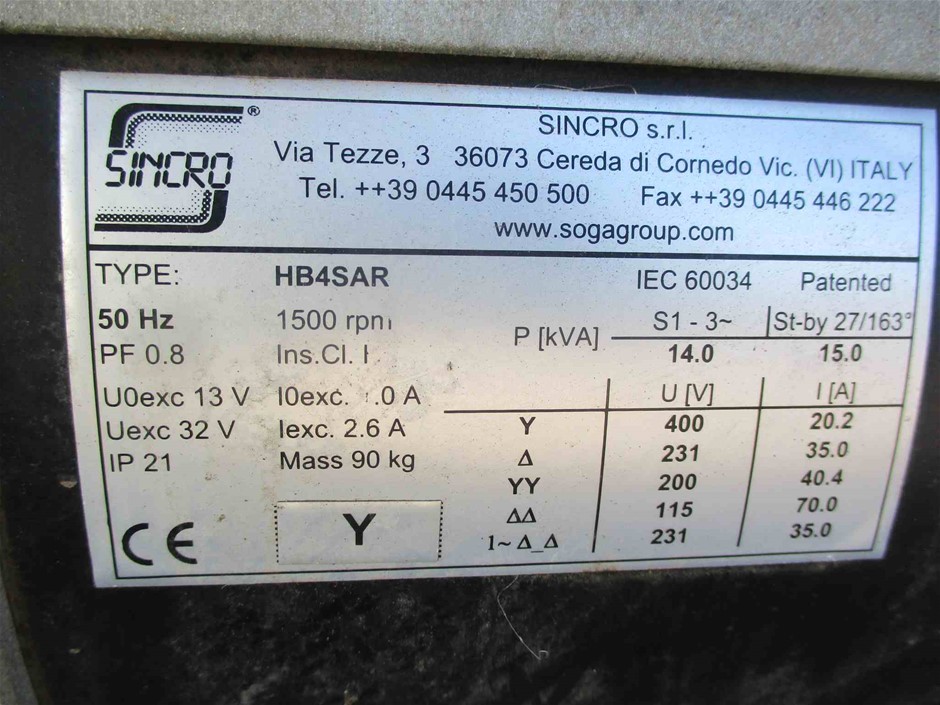 SINCRO ®
SINCRO s.r.l.
Via Tezze, 3 36073 Cereda di Cornedo Vic. (VI) ITALY
Tel. ++39 0445 450 500 Fax ++39 0445 446 222
www.sogagroup.com
TYPE: HB4SAR IEC 60034 Patented
50 Hz 1500 rpm P [kVA] S1 - 3~ St-by 27/163°
PF 0.8 Ins.Cl. 14.0 15.0
U0exc 13 V I0exc. A U [V] I [A]
Uexc 32 V Iexc. 2.6 A Y 400 20.2
IP 21 Mass 90 kg Δ 231 35.0
YY 200 40.4
ΔΔ 115 70.0
CE Y 1~ Δ_Δ 231 35.0